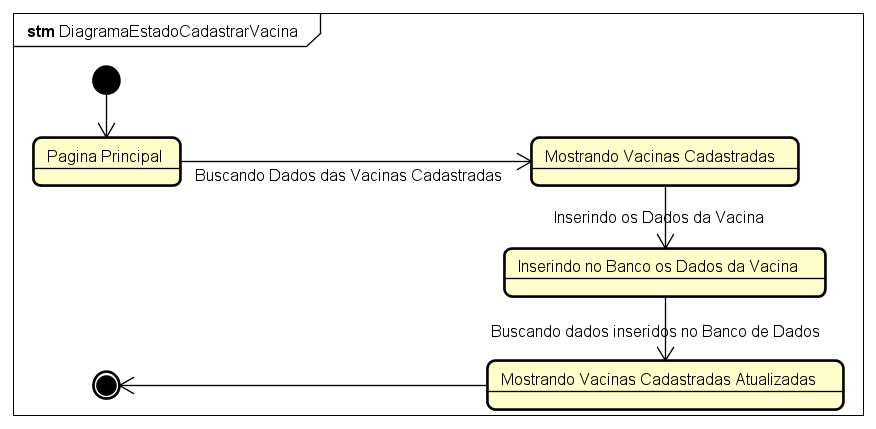 stm DiagramaEstadoCadastrarVacina
Pagina Principal
Buscando Dados das Vacinas Cadastradas
Mostrando Vacinas Cadastradas
Inserindo os Dados da Vacina
Inserindo no Banco os Dados da Vacina
Buscando dados inseridos no Banco de Dados
Mostrando Vacinas Cadastradas Atualizadas